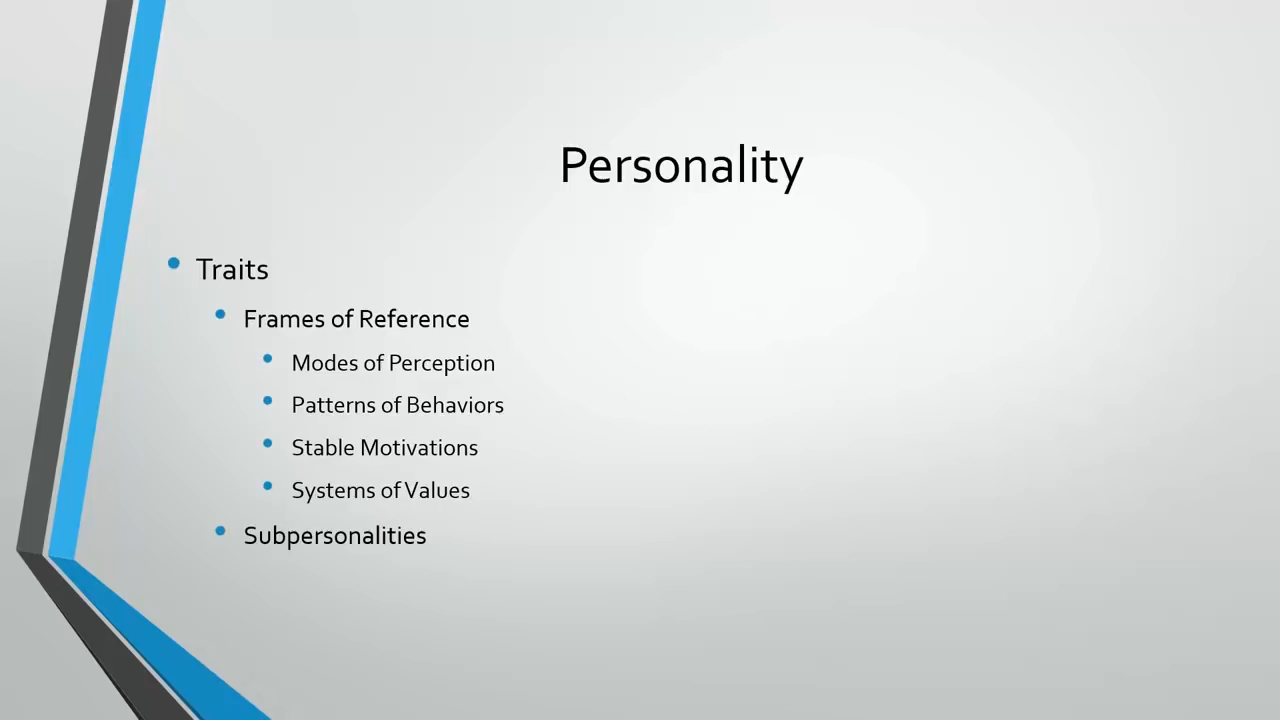 Personality
Traits
Frames of Reference
Modes of Perception
Patterns of Behaviors
Stable Motivations
Systems of Values
Subpersonalities